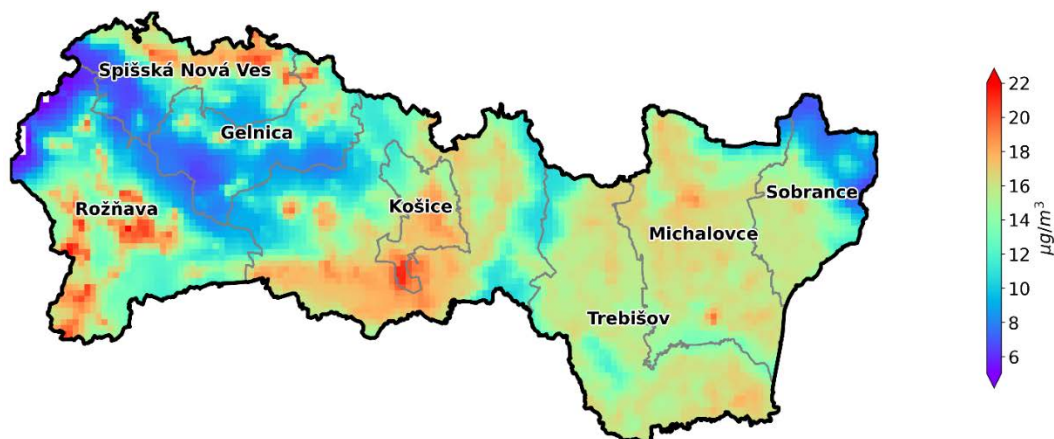 Spišská Nová Ves
Gelnica
Rožňava
Košice
Sobrance
Michalovce
Trebišov
22
20
18
16
14
12
10
8
6
μg/m³